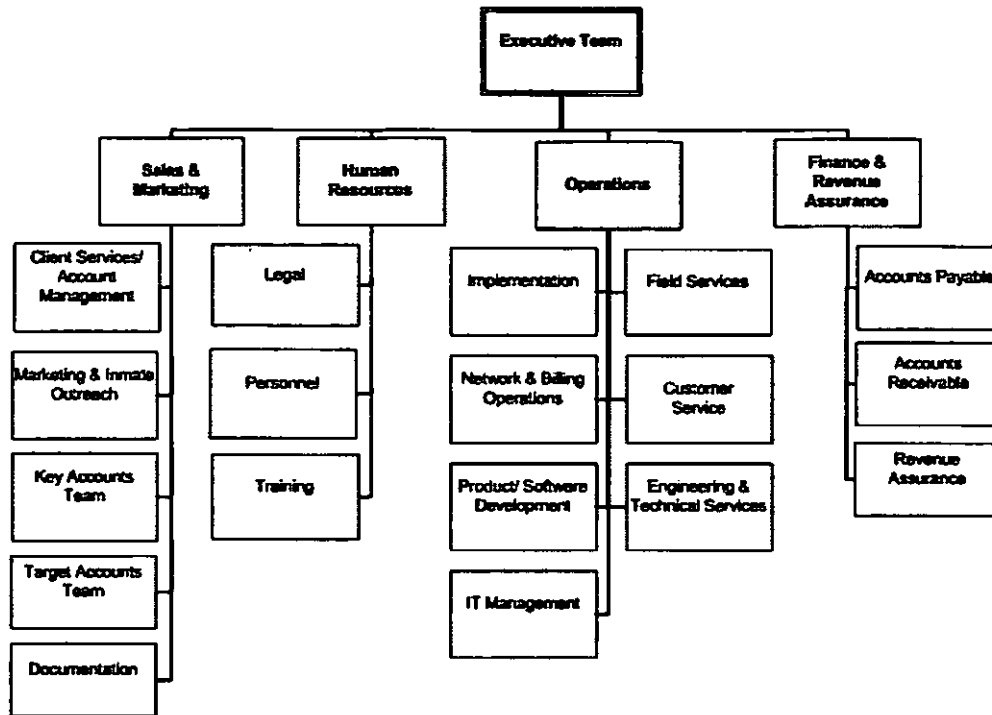 Executive Team
Sales &
Marketing
Human
Resources
Operations
Finance &
Revenue
Assurance
Client Services/
Account
Management
Marketing & Inmate
Outreach
Key Accounts
Team
Target Accounts
Team
Documentation
Legal
Personnel
Training
Implementation
Field Services
Network & Billing
Operations
Customer
Service
Product/ Software
Development
Engineering &
Technical Services
IT Management
Accounts Payable
Accounts
Receivable
Revenue
Assurance